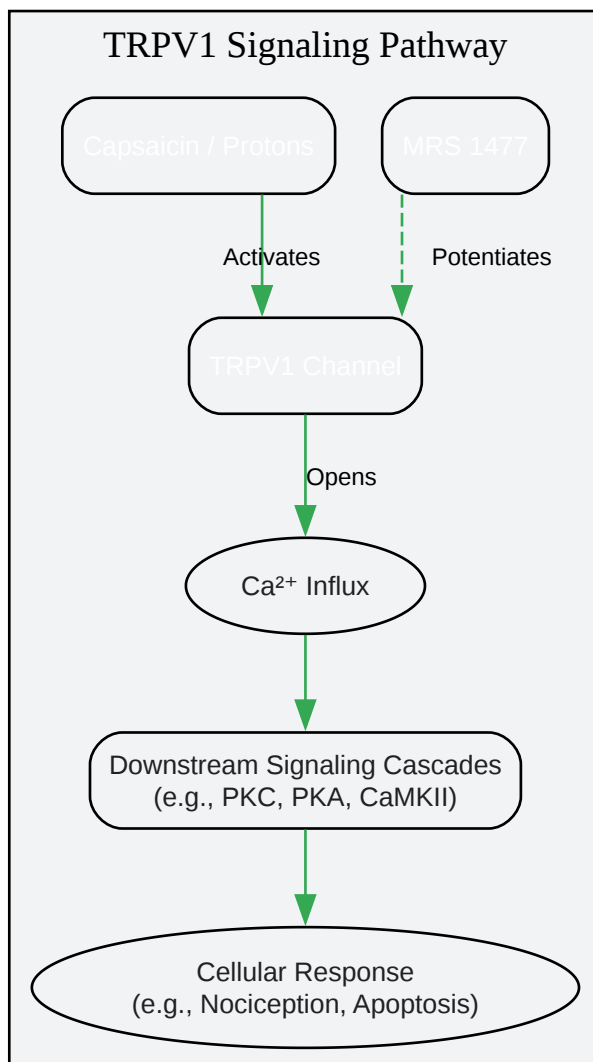 TRPV1 Signaling Pathway
Capsaicin / Protons
MRS 1477
Activates
Potentiates
TRPV1 Channel
Opens
Ca²⁺ Influx
Downstream Signaling Cascades
(e.g., PKC, PKA, CaMKII)
Cellular Response
(e.g., Nociception, Apoptosis)